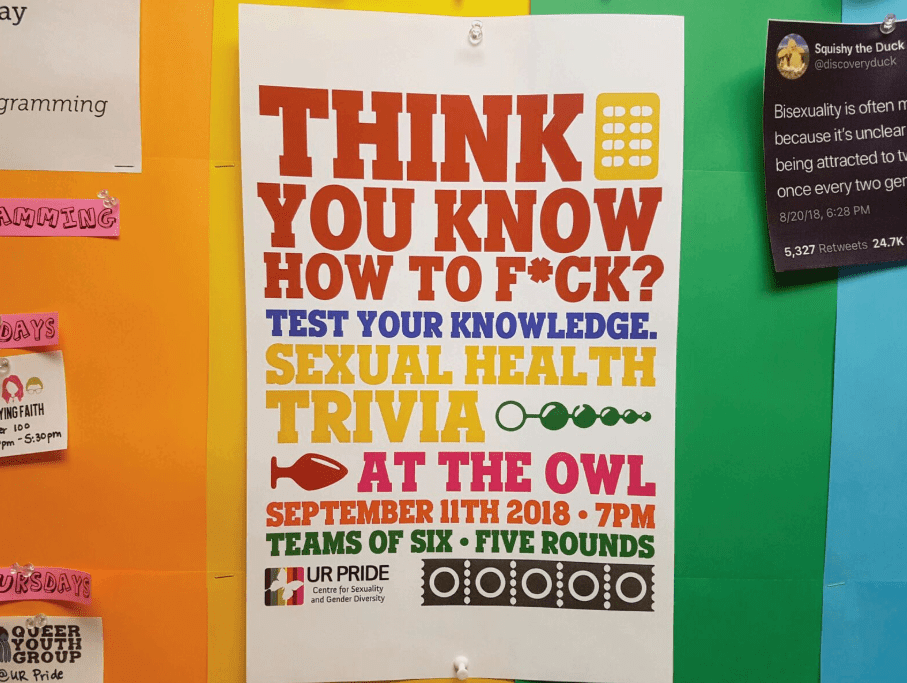 ay
gramming
AMMING
DAYS
YING FAITH
er 100
pm - 5:30pm
URSDAYS
QUEER
YOUTH
GROUP
@UR Pride
THINK
YOU KNOW
HOW TO F*CK?
TEST YOUR KNOWLEDGE.
SEXUAL HEALTH
TRIVIA
AT THE OWL
SEPTEMBER 11TH 2018 • 7PM
TEAMS OF SIX • FIVE ROUNDS
UR PRIDE
Centre for Sexuality
and Gender Diversity
Squishy the Duck
@discoveryduck
Bisexuality is often m
because it's unclear
being attracted to tw
once every two gen
8/20/18, 6:28 PM
5,327 Retweets 24.7K